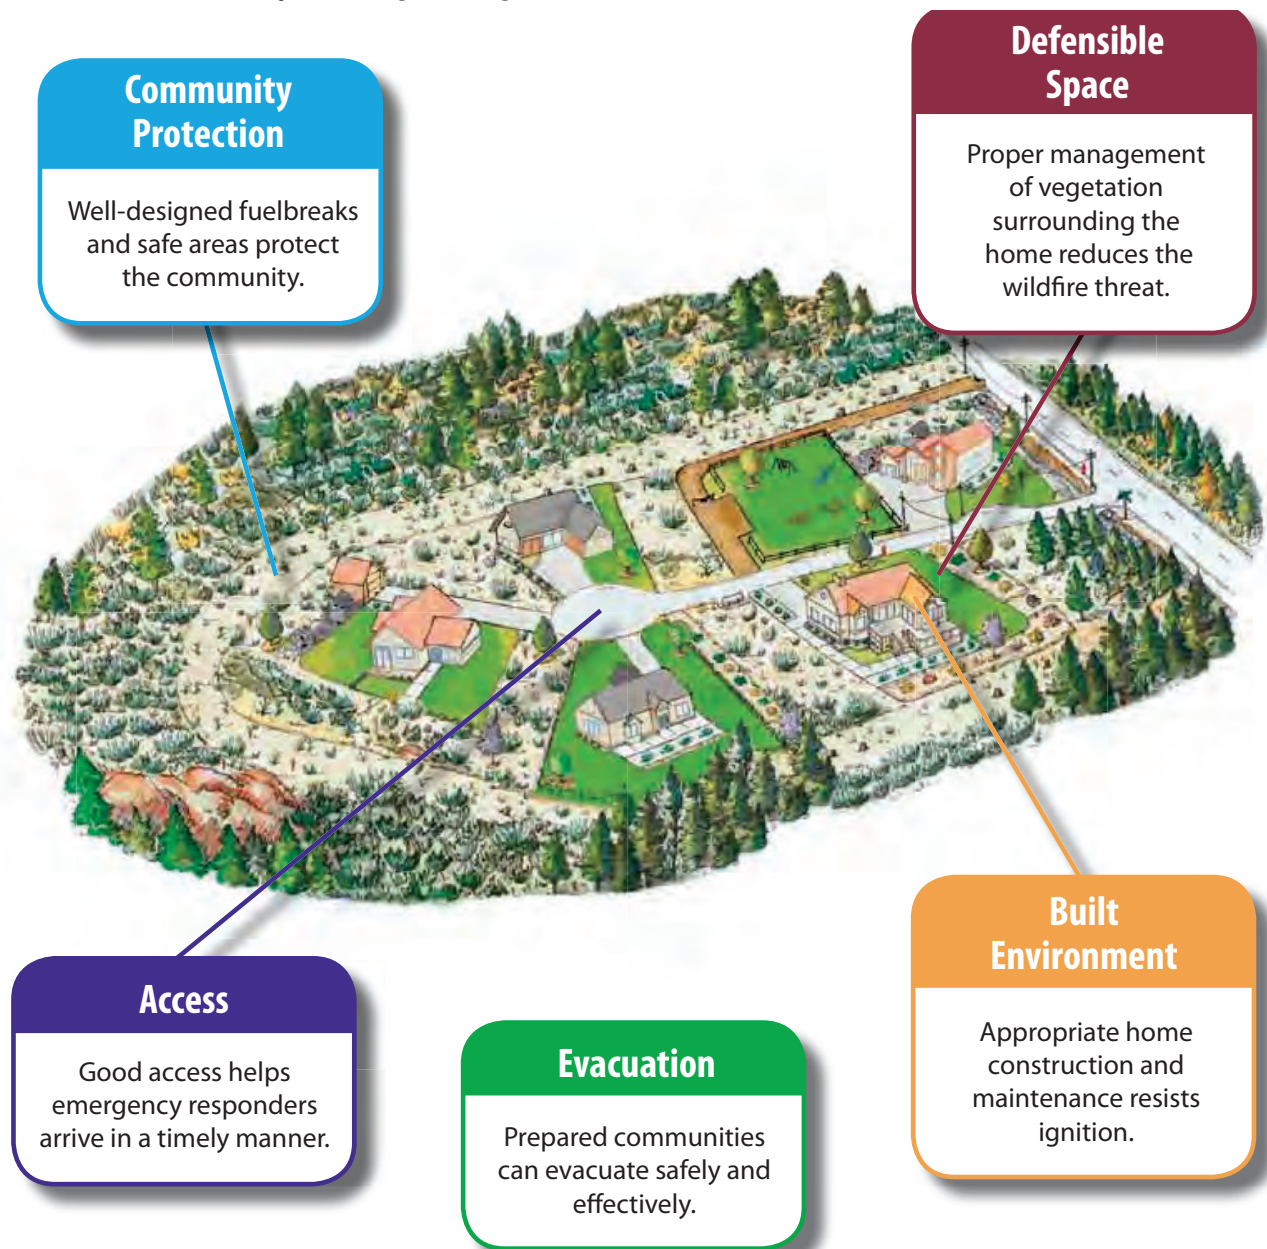 Community
Protection
Well-designed fuelbreaks
and safe areas protect
the community.
Defensible
Space
Proper management
of vegetation
surrounding the
home reduces the
wildfire threat.
Access
Good access helps
emergency responders
arrive in a timely manner.
Evacuation
Prepared communities
can evacuate safely and
effectively.
Built
Environment
Appropriate home
construction and
maintenance resists
ignition.